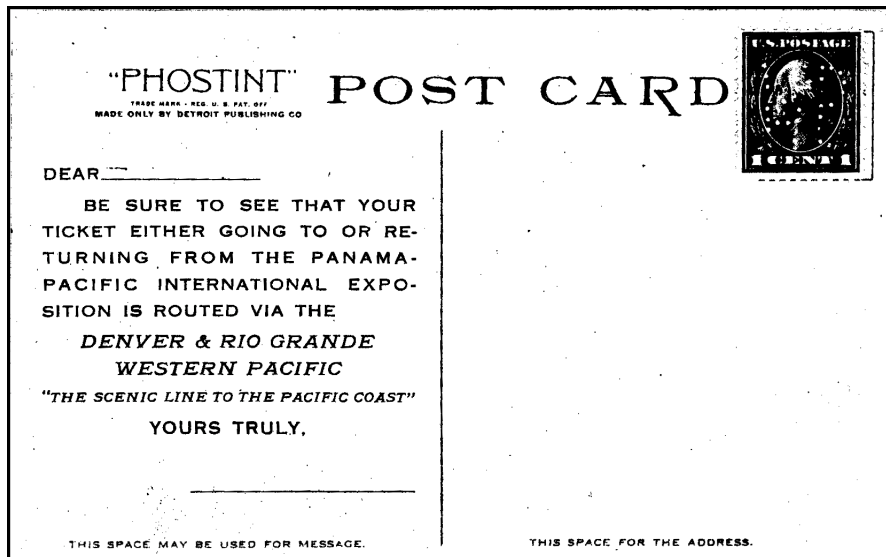 "PHOSTINT"
TRADE MARK - REG. U. S. PAT. OFF
MADE ONLY BY DETROIT PUBLISHING CO
POST CARD
U.S. POSTAGE
1 CENT 1
DEAR
BE SURE TO SEE THAT YOUR
TICKET EITHER GOING TO OR RE-
TURNING FROM THE PANAMA-
PACIFIC INTERNATIONAL EXPO-
SITION IS ROUTED VIA THE
DENVER & RIO GRANDE
WESTERN PACIFIC
"THE SCENIC LINE TO THE PACIFIC COAST"
YOURS TRULY,
THIS SPACE MAY BE USED FOR MESSAGE.
THIS SPACE FOR THE ADDRESS.